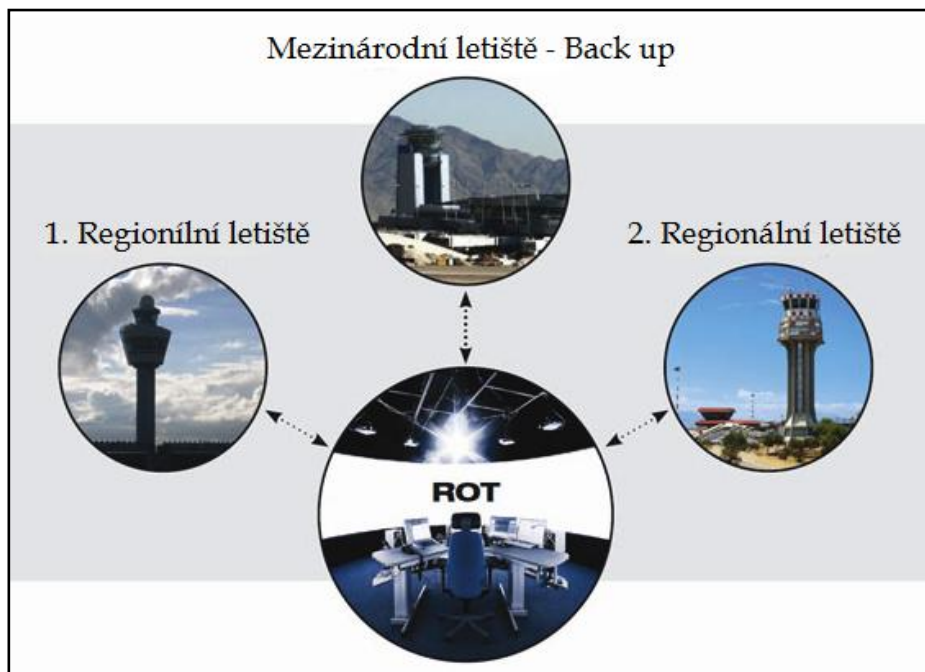 Mezinárodní letiště - Back up
1. Regionílní letiště
2. Regionální letiště
ROT